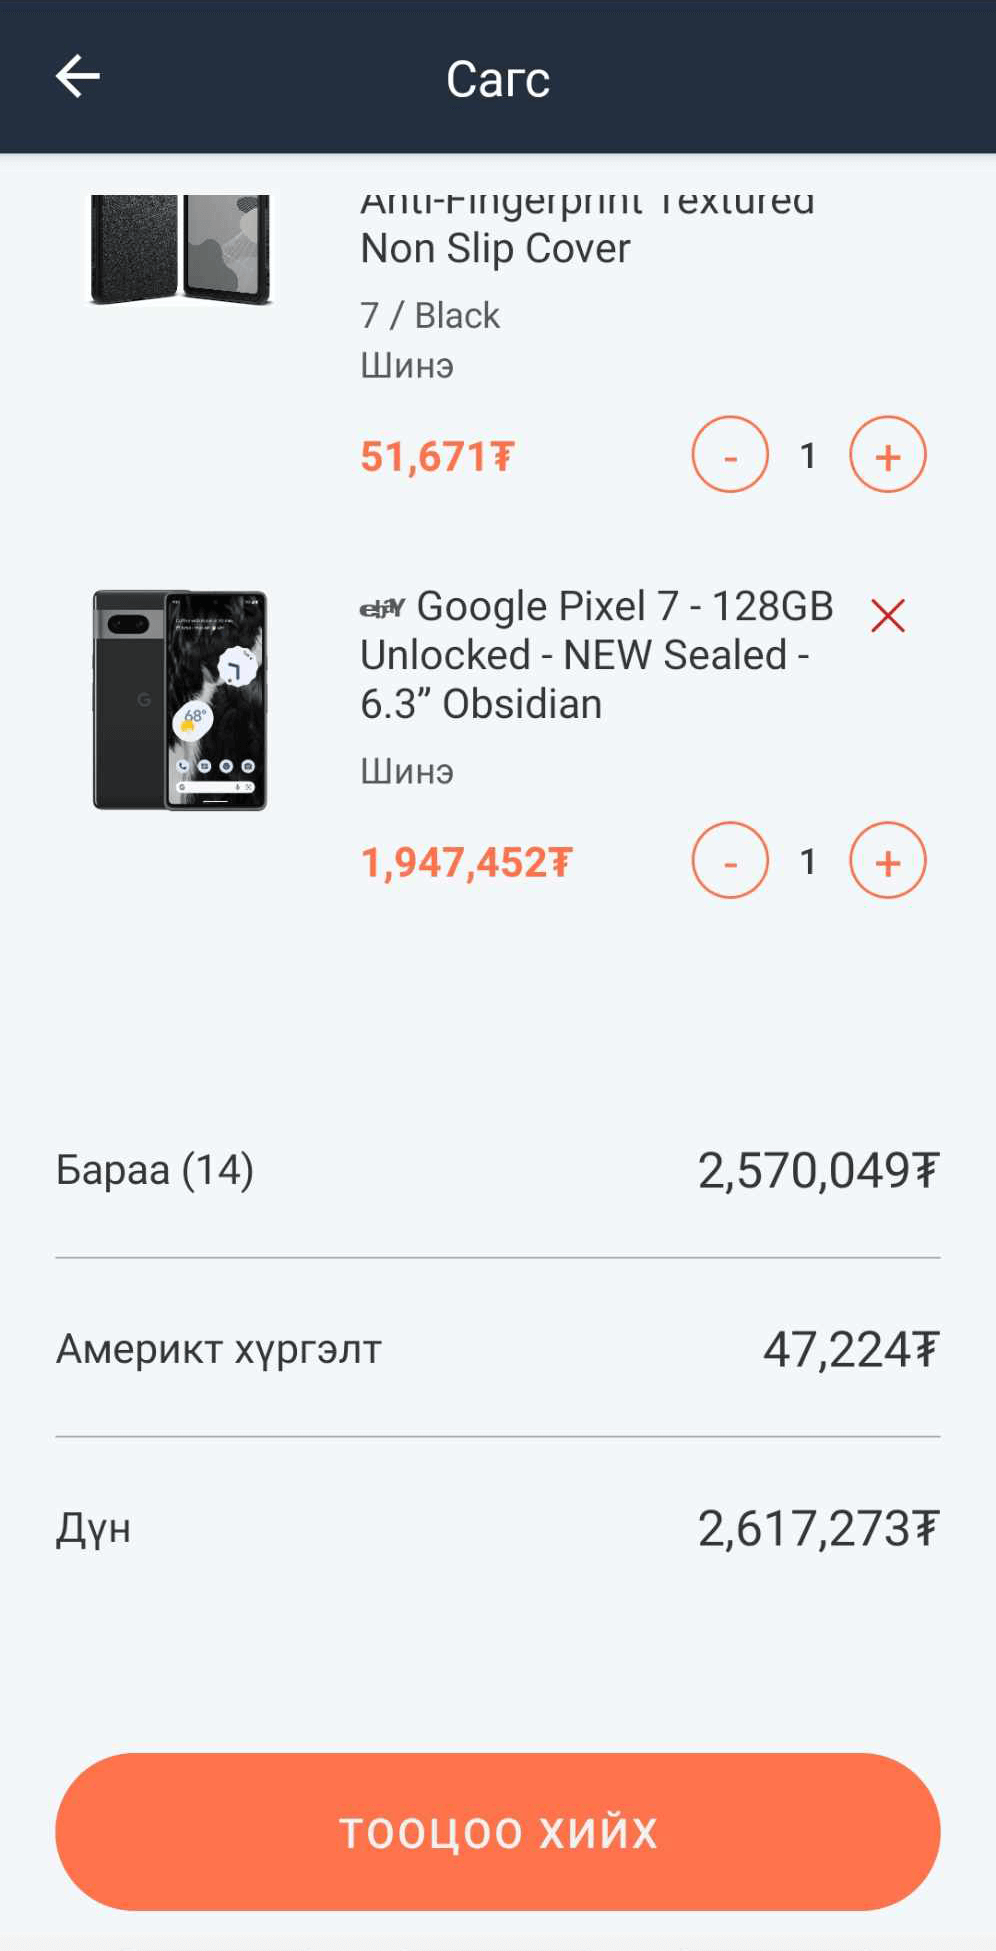 Сагс
Anti-Fingerprint Textured
Non Slip Cover
7 / Black
Шинэ
51,671₮
- 1 +
ebay Google Pixel 7 - 128GB
Unlocked - NEW Sealed -
6.3” Obsidian
Шинэ
1,947,452₮
- 1 +
Бараа (14) 2,570,049₮
Америкт хүргэлт 47,224₮
Дүн 2,617,273₮
ТООЦОО ХИЙХ